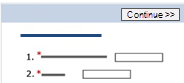 Continue >>
1. *
2. *